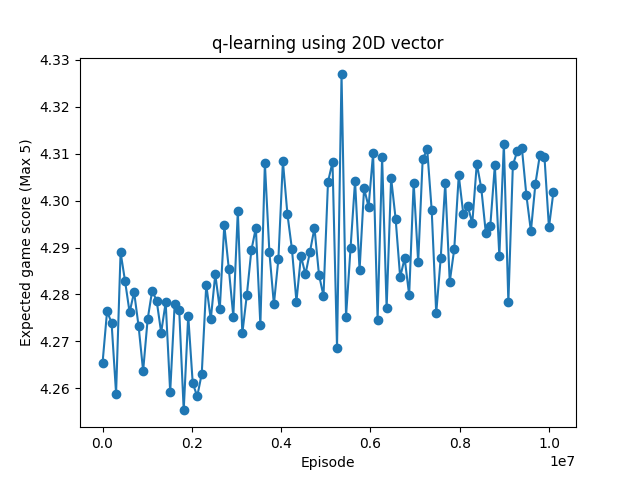 q-learning using 20D vector
Expected game score (Max 5)
4.33
4.32
4.31
4.30
4.29
4.28
4.27
4.26
0.0 0.2 0.4 0.6 0.8 1.0
1e7
Episode